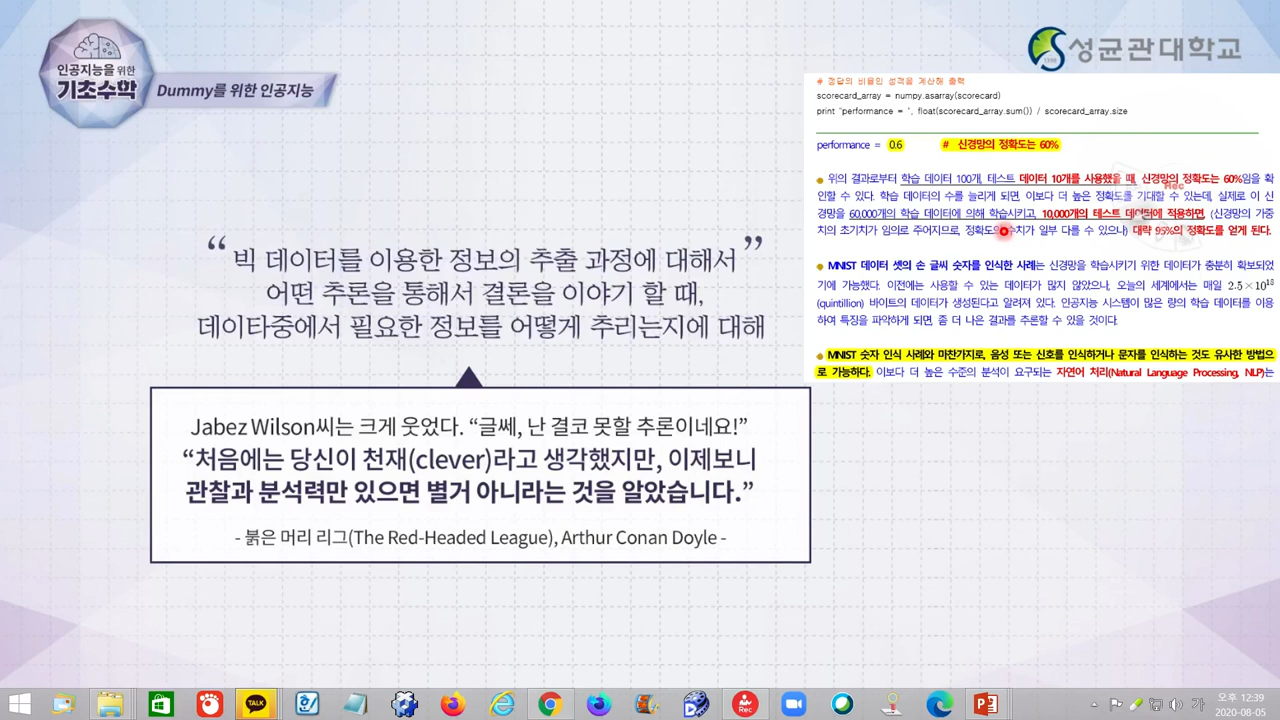 인공지능을 위한
기초수학
Dummy를 위한 인공지능
성균관대학교
“ 빅 데이터를 이용한 정보의 추출 과정에 대해서 ”
어떤 추론을 통해서 결론을 이야기 할 때,
데이타중에서 필요한 정보를 어떻게 추리는지에 대해
Jabez Wilson씨는 크게 웃었다. “글쎄, 난 결코 못할 추론이네요!”
“처음에는 당신이 천재(clever)라고 생각했지만, 이제보니
관찰과 분석력만 있으면 별거 아니라는 것을 알았습니다.”
- 붉은 머리 리그(The Red-Headed League), Arthur Conan Doyle -
# 정답의 비율인 성적을 계산해 출력
scorecard_array = numpy.asarray(scorecard)
print "performance = ", float(scorecard_array.sum()) / scorecard_array.size
performance = 0.6 # 신경망의 정확도는 60%
위의 결과로부터 학습 데이터 100개, 테스트 데이터 10개를 사용했을 때, 신경망의 정확도는 60%임을 확
인할 수 있다. 학습 데이터의 수를 늘리게 되면, 이보다 더 높은 정확도를 기대할 수 있는데, 실제로 이 신
경망을 60,000개의 학습 데이터에 의해 학습시키고, 10,000개의 테스트 데이터에 적용하면, (신경망의 가중
치의 초기치가 임의로 주어지므로, 정확도의 수치가 일부 다를 수 있으나) 대략 95%의 정확도를 얻게 된다.
MNIST 데이터 셋의 손 글씨 숫자를 인식한 사례는 신경망을 학습시키기 위한 데이터가 충분히 확보되었
기에 가능했다. 이전에는 사용할 수 있는 데이터가 많지 않았으나, 오늘의 세계에서는 매일 2.5×10¹⁸
(quintillion) 바이트의 데이터가 생성된다고 알려져 있다. 인공지능 시스템이 많은 량의 학습 데이터를 이용
하여 특징을 파악하게 되면, 좀 더 나은 결과를 추론할 수 있을 것이다.
MNIST 숫자 인식 사례와 마찬가지로, 음성 또는 신호를 인식하거나 문자를 인식하는 것도 유사한 방법으
로 가능하다. 이보다 더 높은 수준의 분석이 요구되는 자연어 처리(Natural Language Processing, NLP)는
Rec
TALK
Rec
가
오후 12:39
2020-08-05